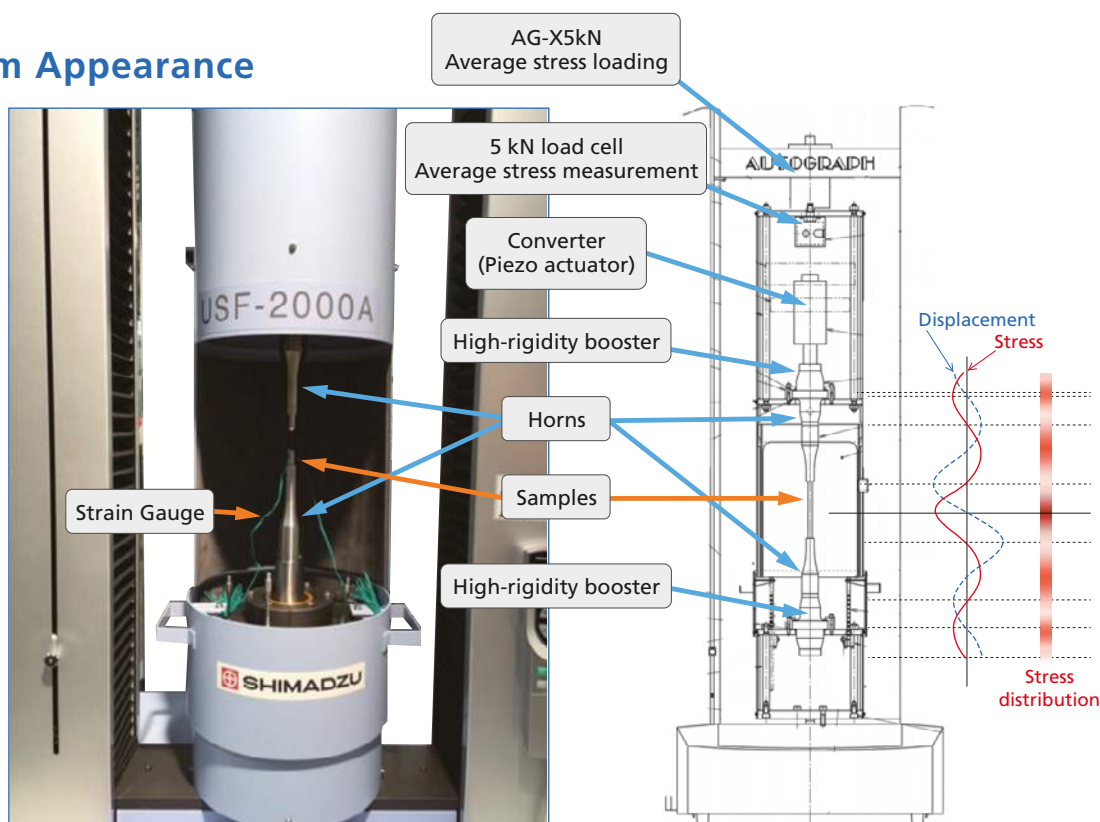 m Appearance
AG-X5kN
Average stress loading
5 kN load cell
Average stress measurement
AUTOGRAPH
Converter
(Piezo actuator)
USF-2000A
High-rigidity booster
Displacement
Stress
Horns
Samples
Strain Gauge
High-rigidity booster
SHIMADZU
Stress
distribution